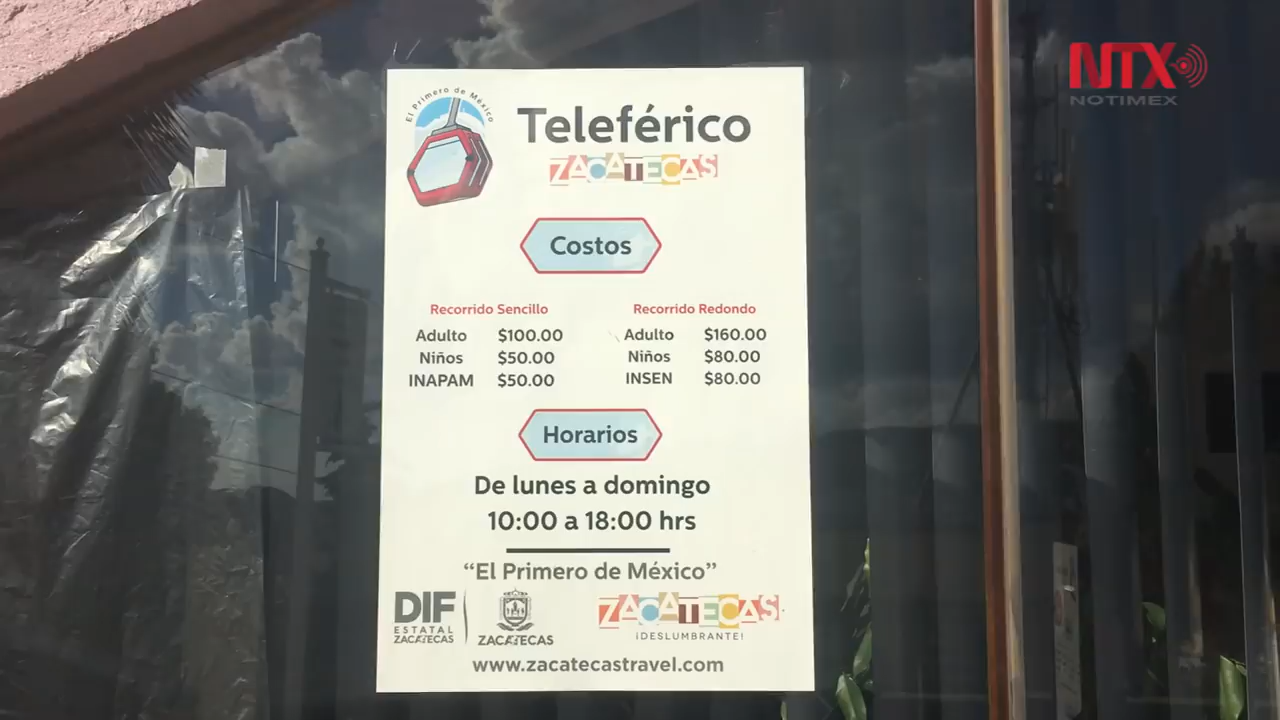 NTX
NOTIMEX
El Primero de México
Teleférico
ZACATECAS
Costos
Recorrido Sencillo
Adulto $100.00
Niños $50.00
INAPAM $50.00
Recorrido Redondo
Adulto $160.00
Niños $80.00
INSEN $80.00
Horarios
De lunes a domingo
10:00 a 18:00 hrs
“El Primero de México”
DIF
ESTATAL
ZACATECAS
ZACATECAS
ZACATECAS
¡DESLUMBRANTE!
www.zacatecastravel.com